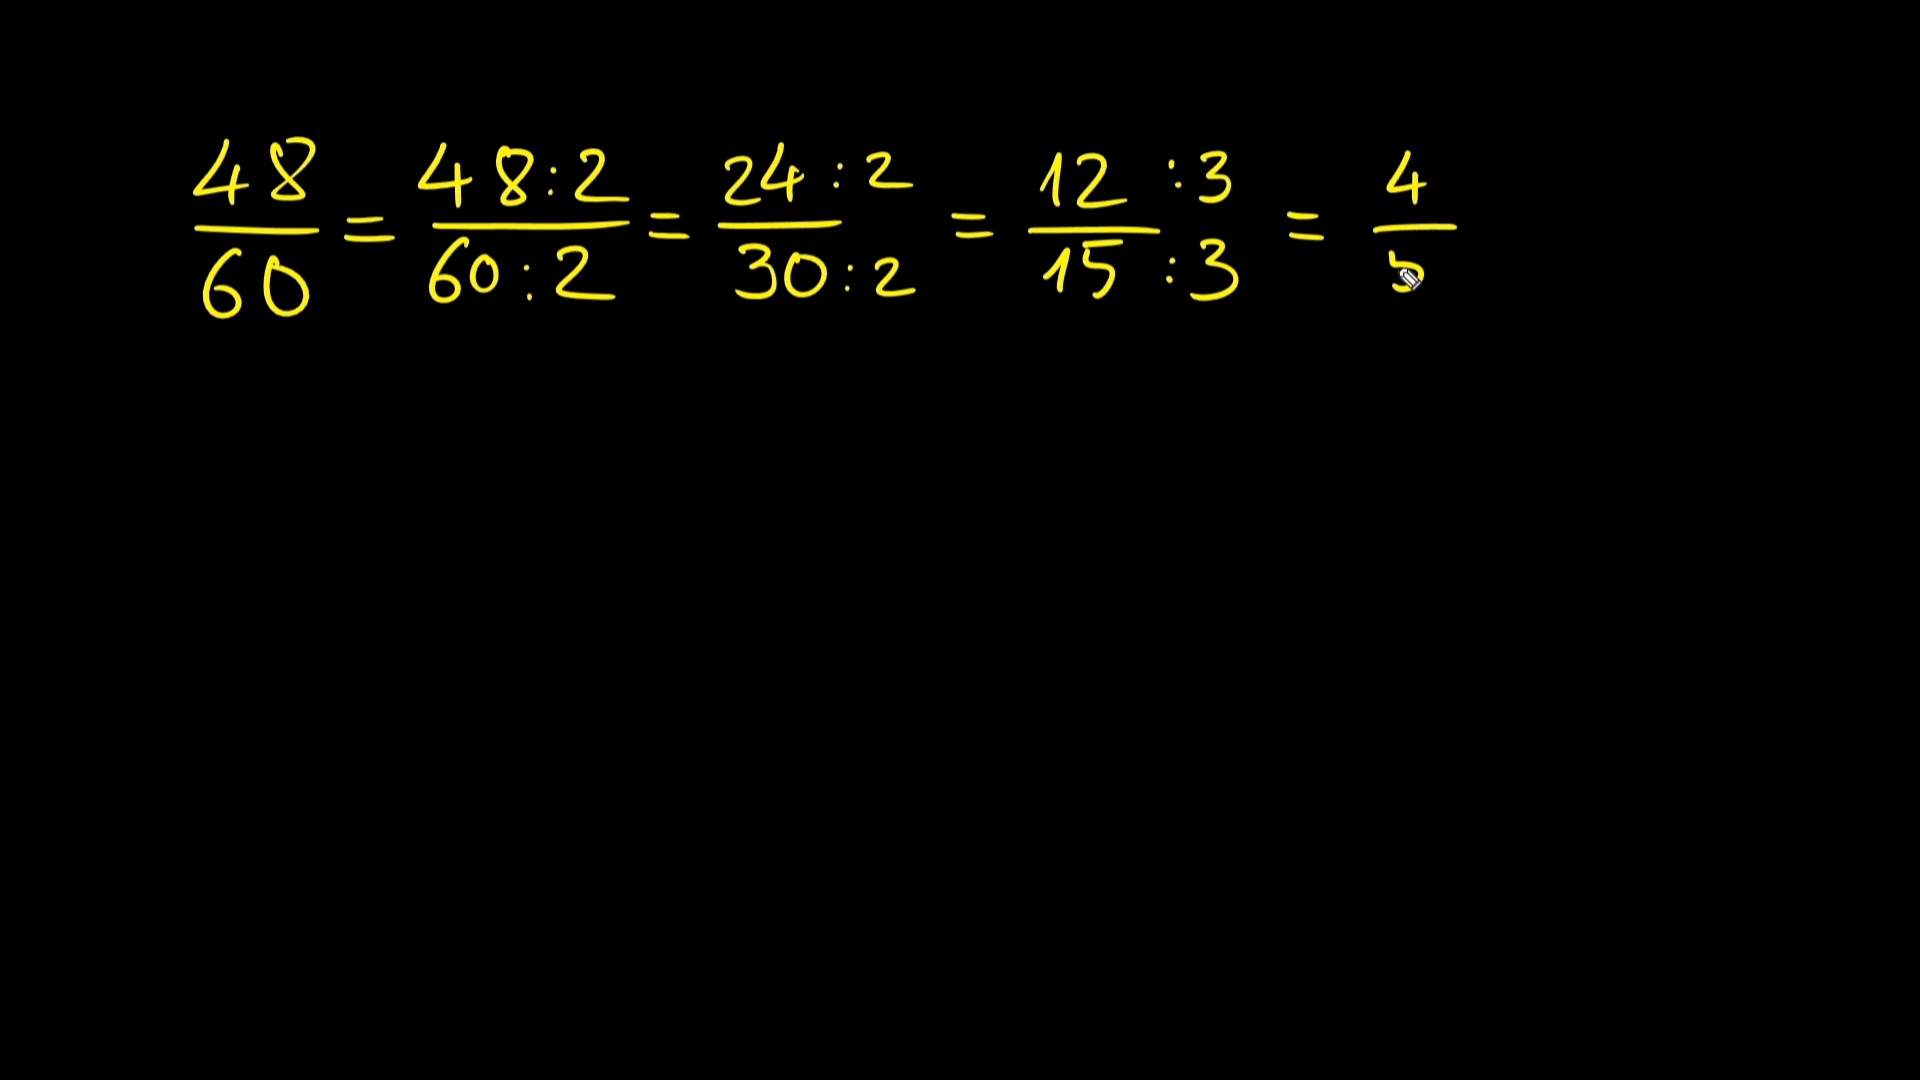 48/60 = 48:2/60:2 = 24:2/30:2 = 12:3/15:3 = 4/5